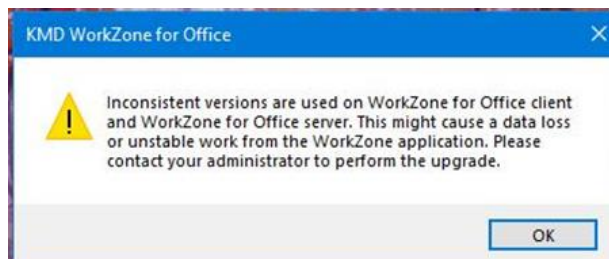 KMD WorkZone for Office
Inconsistent versions are used on WorkZone for Office client
and WorkZone for Office server. This might cause a data loss
or unstable work from the WorkZone application. Please
contact your administrator to perform the upgrade.
OK